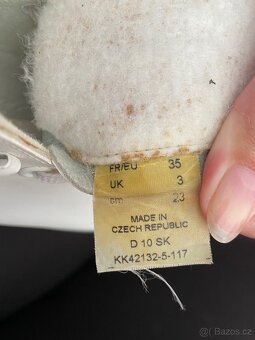 FR/EU 35
UK 3
cm 23
MADE IN
CZECH REPUBLIC
D 10 SK
KK42132-5-117
© Bazos.cz